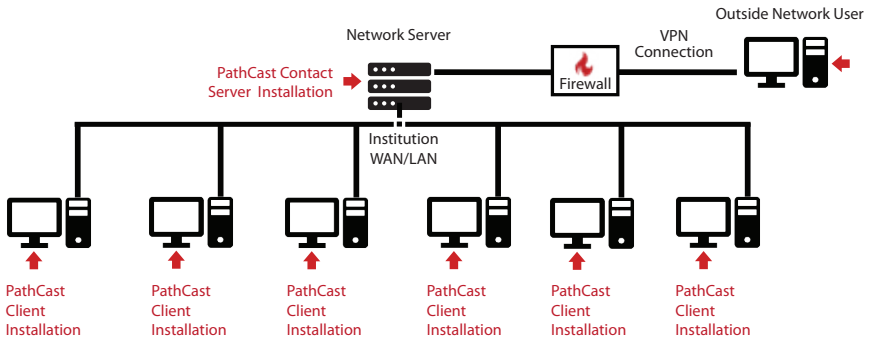 Outside Network User
Network Server
VPN
Connection
PathCast Contact
Server Installation
Firewall
Institution
WAN/LAN
PathCast
Client
Installation
PathCast
Client
Installation
PathCast
Client
Installation
PathCast
Client
Installation
PathCast
Client
Installation
PathCast
Client
Installation